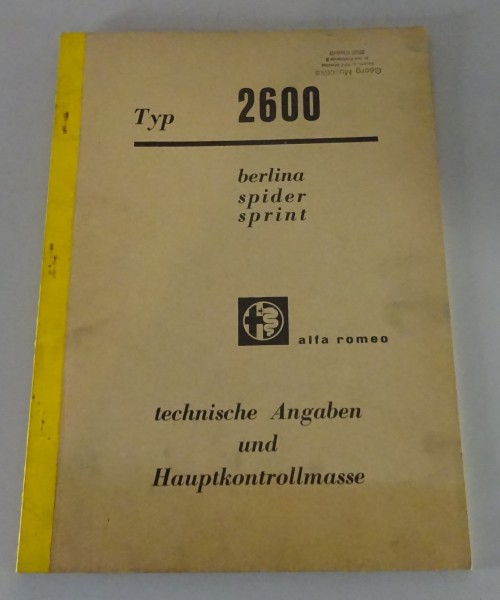 Typ 2600
berlina
spider
sprint
alfa romeo
technische Angaben
und
Hauptkontrollmasse